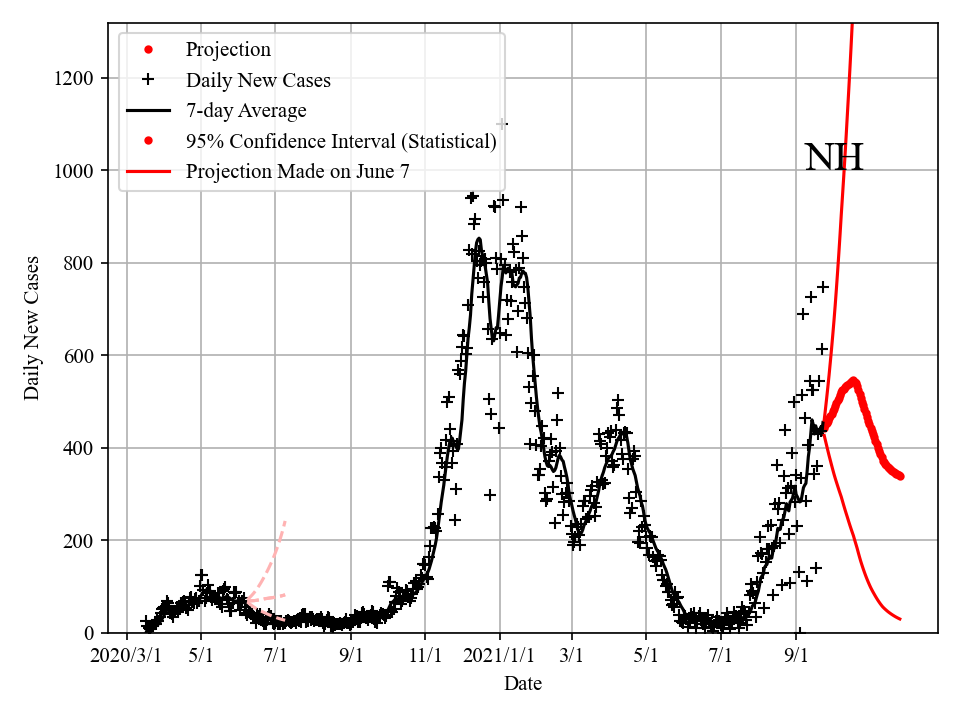 1200
1000
800
600
400
200
0
Daily New Cases
Projection
Daily New Cases
7-day Average
95% Confidence Interval (Statistical)
Projection Made on June 7
NH
2020/3/1 5/1 7/1 9/1 11/1 2021/1/1 3/1 5/1 7/1 9/1
Date